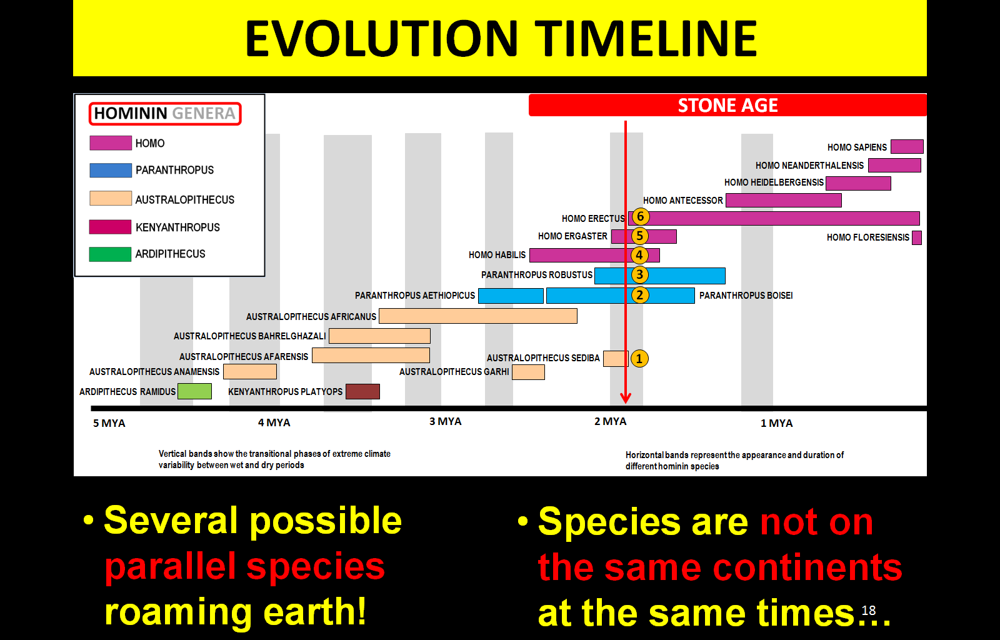 EVOLUTION TIMELINE
STONE AGE
HOMININ GENERA
HOMO
PARANTHROPUS
AUSTRALOPITHECUS
KENYANTHROPUS
ARDIPITHECUS
HOMO SAPIENS
HOMO NEANDERTHALENSIS
HOMO HEIDELBERGENSIS
HOMO ANTECESSOR
HOMO ERECTUS 6
HOMO ERGASTER 5
HOMO FLORESIENSIS
HOMO HABILIS 4
PARANTHROPUS ROBUSTUS 3
PARANTHROPUS AETHIOPICUS 2 PARANTHROPUS BOISEI
AUSTRALOPITHECUS AFRICANUS
AUSTRALOPITHECUS BAHRELGHAZALI
AUSTRALOPITHECUS AFARENSIS
AUSTRALOPITHECUS SEDIBA 1
AUSTRALOPITHECUS ANAMENSIS
AUSTRALOPITHECUS GARHI
ARDIPITHECUS RAMIDUS
KENYANTHROPUS PLATYOPS
5 MYA 4 MYA 3 MYA 2 MYA 1 MYA
Vertical bands show the transitional phases of extreme climate
variability between wet and dry periods
Horizontal bands represent the appearance and duration of
different hominin species
• Several possible
parallel species
roaming earth!
• Species are not on
the same continents
at the same times...
18